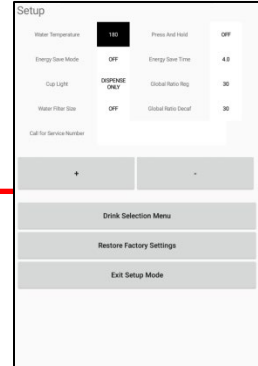 Setup
Water Temperature 180 Press And Hold OFF
Energy Save Mode OFF Energy Save Time 4.0
Cup Light DISPENSE ONLY Global Ratio Reg 30
Water Filter Size OFF Global Ratio Decaf 30
Call for Service Number
+ -
Drink Selection Menu
Restore Factory Settings
Exit Setup Mode